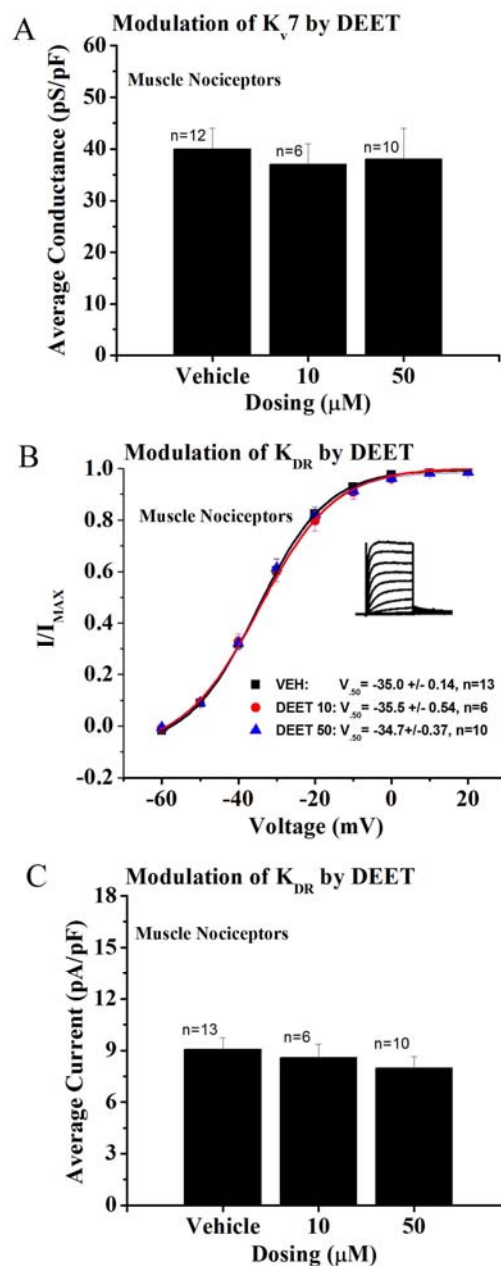 A
Modulation of Kv7 by DEET
Average Conductance (pS/pF)
60
50
40
30
20
10
0
Muscle Nociceptors
n=12
n=6
n=10
Vehicle 10 50
Dosing (μM)
B
Modulation of KDR by DEET
I/IMAX
1.0
0.8
0.6
0.4
0.2
0.0
-0.2
Muscle Nociceptors
VEH: V.50= -35.0 +/- 0.14, n=13
DEET 10: V.50= -35.5 +/- 0.54, n=6
DEET 50: V.50= -34.7+/-0.37, n=10
-60 -40 -20 0 20
Voltage (mV)
C
Modulation of KDR by DEET
Average Current (pA/pF)
18
15
12
9
6
3
0
Muscle Nociceptors
n=13
n=6
n=10
Vehicle 10 50
Dosing (μM)